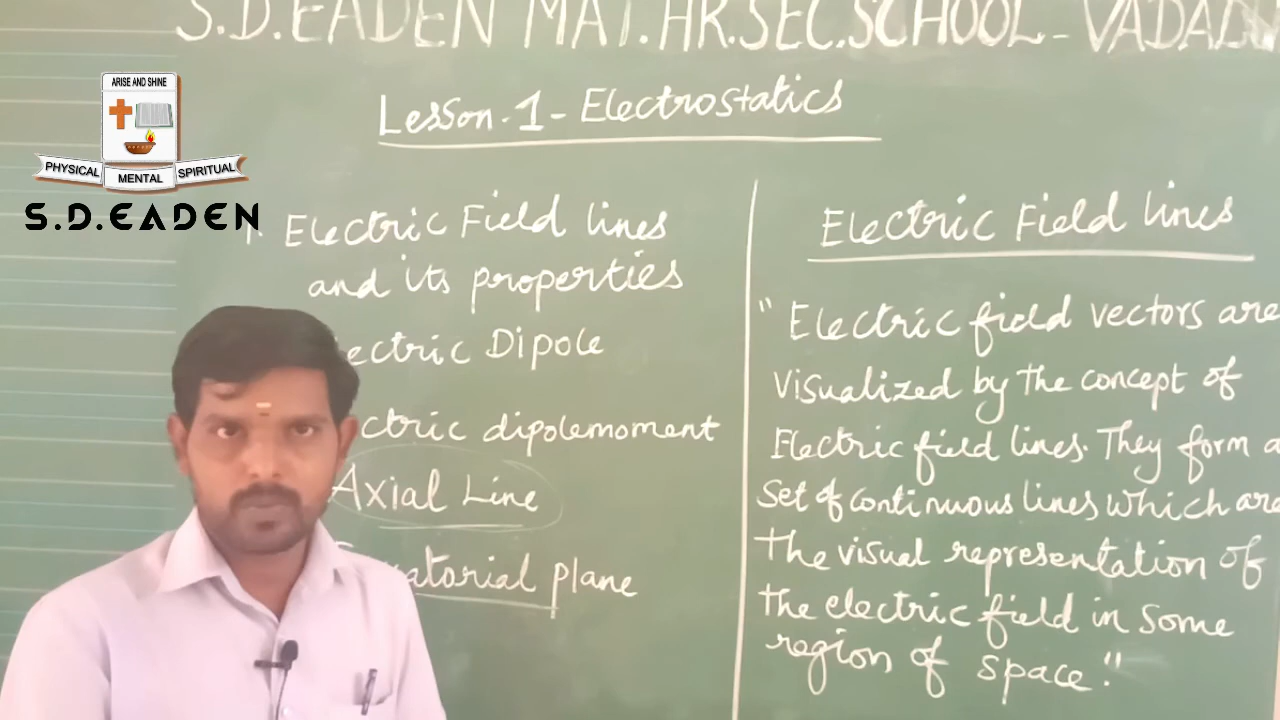 S.D.EADEN MAT.HR.SEC.SCHOOL - VADAL
ARISE AND SHINE
PHYSICAL MENTAL SPIRITUAL
S.D.EADEN
Lesson-1- Electrostatics
Electric Field lines
and its properties
ectric Dipole
ctric dipolemoment
Axial Line
atorial plane
Electric Field lines
"Electric field vectors are
visualized by the concept of
Electric field lines. They form a
set of continuous lines which are
the visual representation of
the electric field in some
region of space"